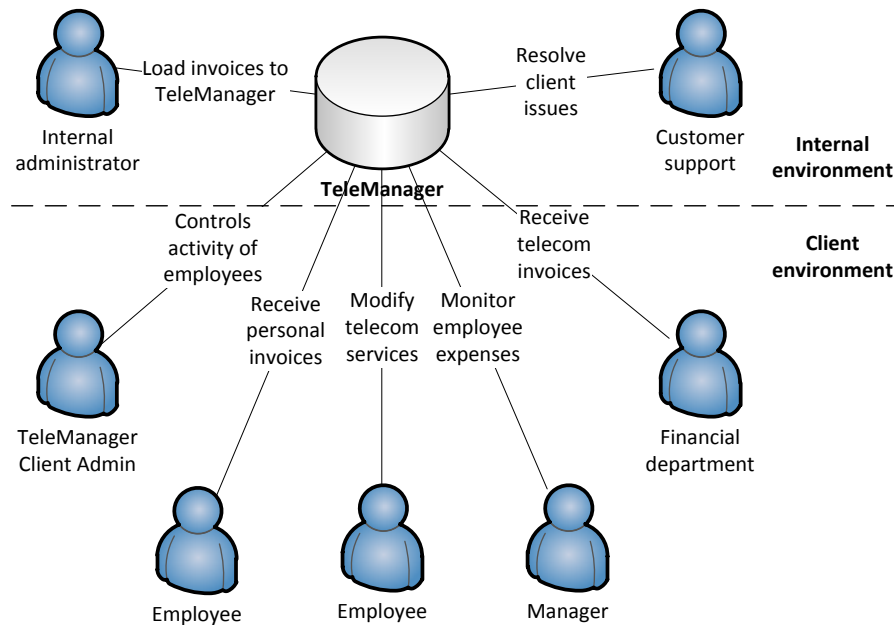 Load invoices to
TeleManager
Resolve
client
issues
Internal
administrator
Customer
support
Internal
environment
TeleManager
Controls
activity of
employees
Receive
telecom
invoices
Client
environment
Receive
personal
invoices
Modify
telecom
services
Monitor
employee
expenses
TeleManager
Client Admin
Financial
department
Employee
Employee
Manager